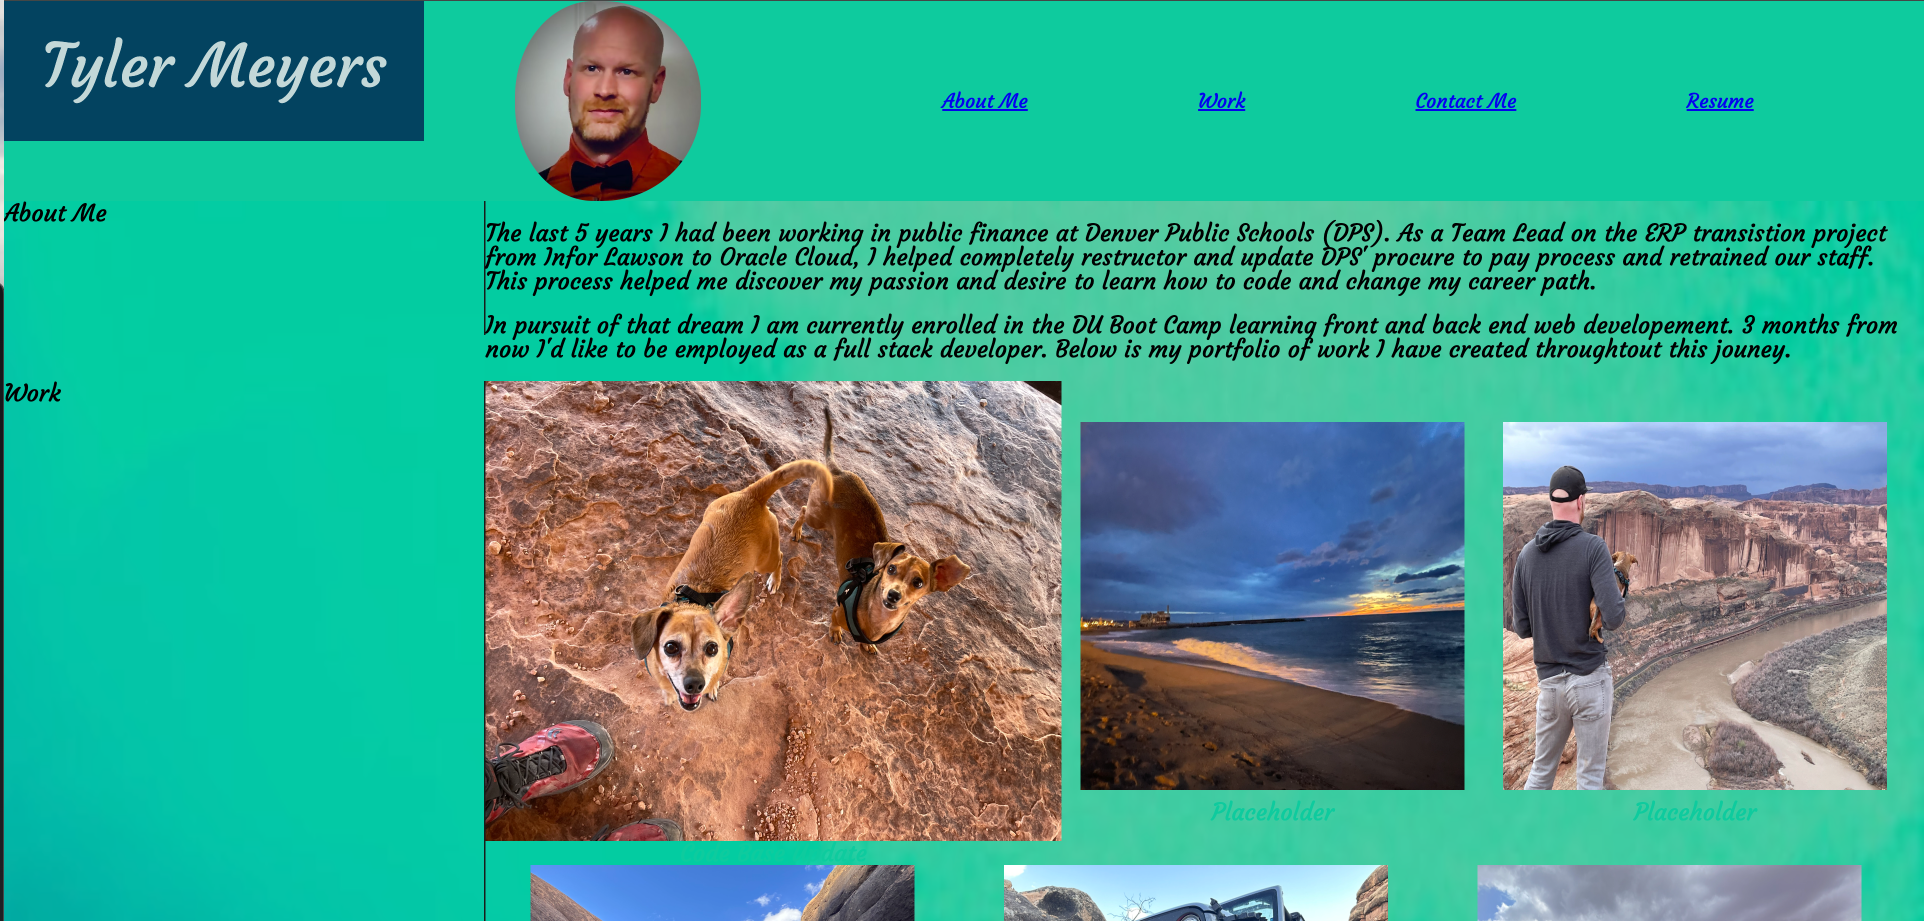 Tyler Meyers
About Me
Work
Contact Me
Resume
About Me
The last 5 years I had been working in public finance at Denver Public Schools (DPS). As a Team Lead on the ERP transistion project
from Infor Lawson to Oracle Cloud, I helped completely restructor and update DPS' procure to pay process and retrained our staff.
This process helped me discover my passion and desire to learn how to code and change my career path.
In pursuit of that dream I am currently enrolled in the DU Boot Camp learning front and back end web developement. 3 months from
now I'd like to be employed as a full stack developer. Below is my portfolio of work I have created throughtout this jouney.
Work
Placeholder
Placeholder